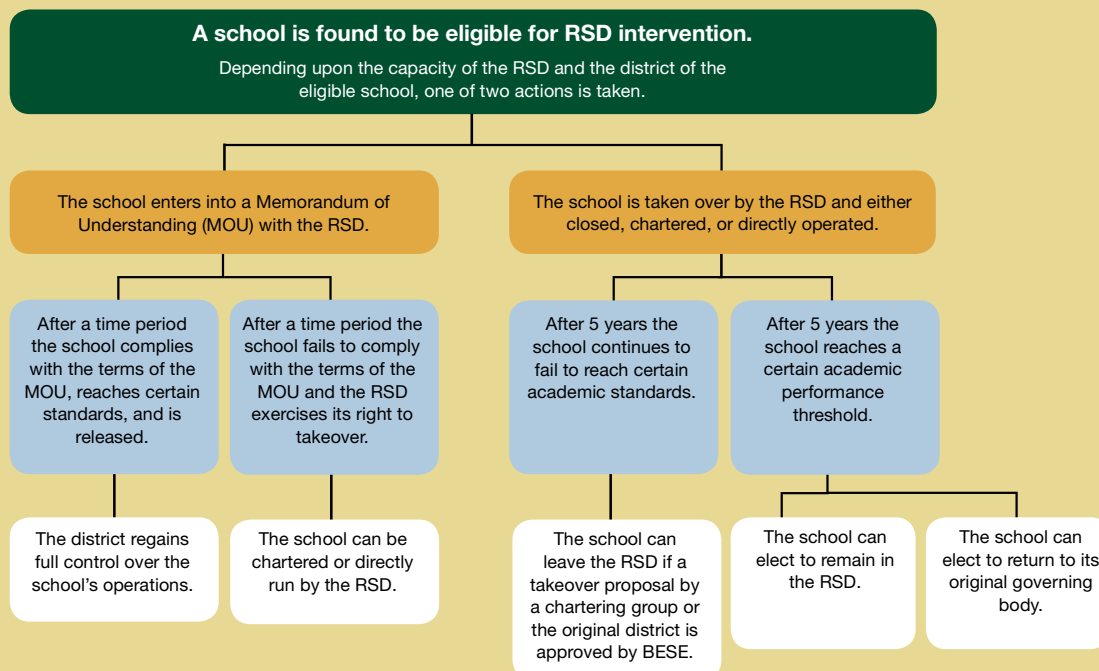 A school is found to be eligible for RSD intervention.
Depending upon the capacity of the RSD and the district of the
eligible school, one of two actions is taken.
The school enters into a Memorandum of
Understanding (MOU) with the RSD.
The school is taken over by the RSD and either
closed, chartered, or directly operated.
After a time period
the school complies
with the terms of the
MOU, reaches certain
standards, and is
released.
After a time period the
school fails to comply
with the terms of the
MOU and the RSD
exercises its right to
takeover.
After 5 years the
school continues to
fail to reach certain
academic standards.
After 5 years the
school reaches a
certain academic
performance
threshold.
The district regains
full control over the
school’s operations.
The school can be
chartered or directly
run by the RSD.
The school can
leave the RSD if a
takeover proposal by
a chartering group or
the original district is
approved by BESE.
The school can
elect to remain in
the RSD.
The school can
elect to return to its
original governing
body.